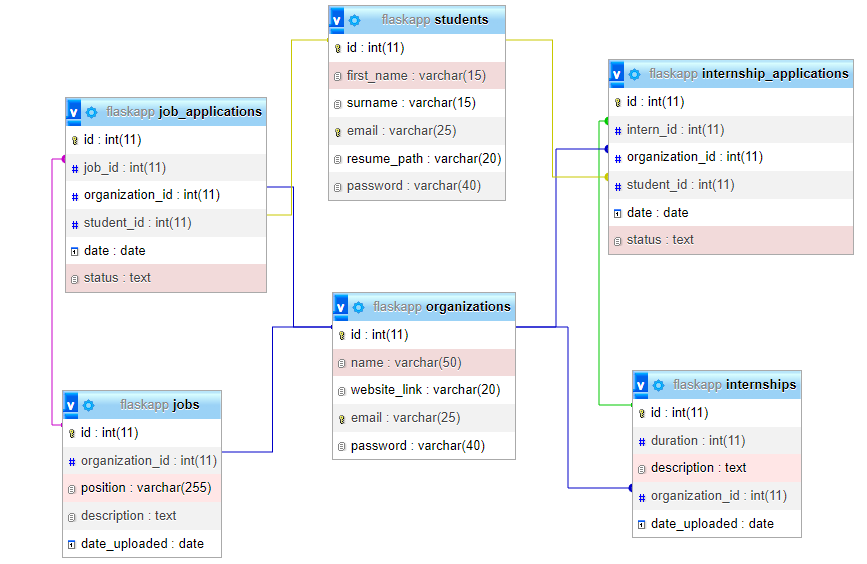 flaskapp students
id : int(11)
first_name : varchar(15)
surname : varchar(15)
email : varchar(25)
resume_path : varchar(20)
password : varchar(40)
flaskapp internship_applications
id : int(11)
intern_id : int(11)
organization_id : int(11)
student_id : int(11)
date : date
status : text
flaskapp job_applications
id : int(11)
job_id : int(11)
organization_id : int(11)
student_id : int(11)
date : date
status : text
flaskapp organizations
id : int(11)
name : varchar(50)
website_link : varchar(20)
email : varchar(25)
password : varchar(40)
flaskapp jobs
id : int(11)
organization_id : int(11)
position : varchar(255)
description : text
date_uploaded : date
flaskapp internships
id : int(11)
duration : int(11)
description : text
organization_id : int(11)
date_uploaded : date